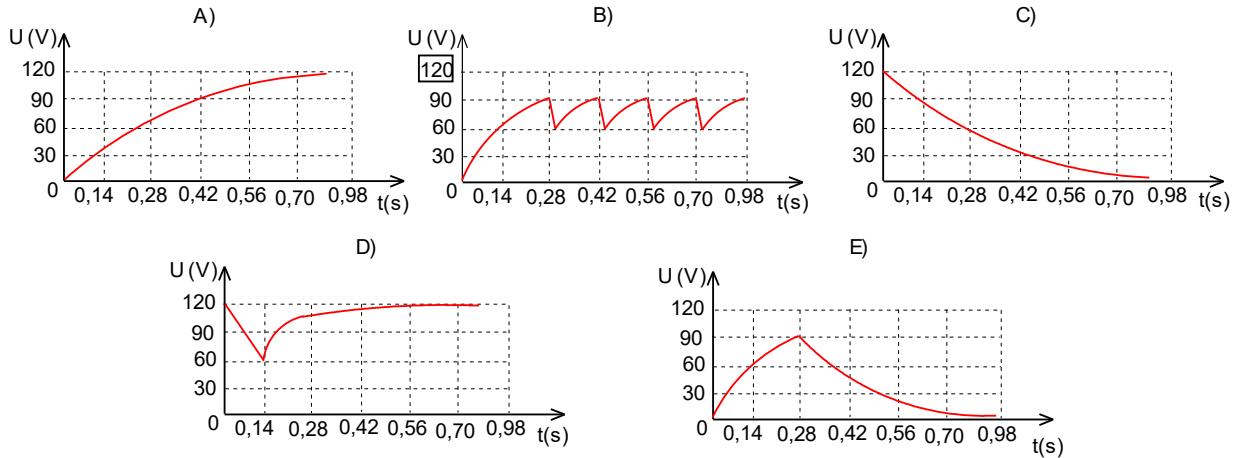 A) B) C)
U (V) U (V) U (V)
120 120 120
90 90 90
60 60 60
30 30 30
0 0,14 0,28 0,42 0,56 0,70 0,98 t(s) 0 0,14 0,28 0,42 0,56 0,70 0,98 t(s) 0 0,14 0,28 0,42 0,56 0,70 0,98 t(s)
D) E)
U (V) U (V)
120 120
90 90
60 60
30 30
0 0,14 0,28 0,42 0,56 0,70 0,98 t(s) 0 0,14 0,28 0,42 0,56 0,70 0,98 t(s)